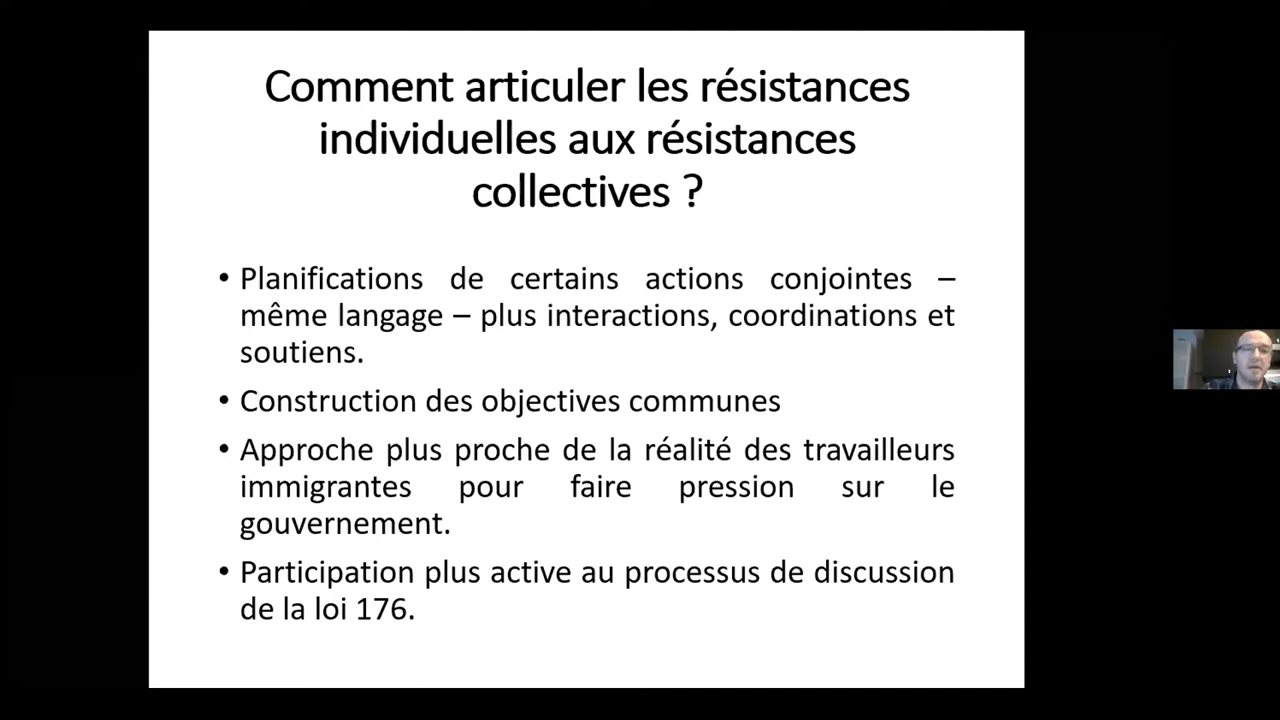 Comment articuler les résistances
individuelles aux résistances
collectives ?
• Planifications de certains actions conjointes –
même langage – plus interactions, coordinations et
soutiens.
• Construction des objectives communes
• Approche plus proche de la réalité des travailleurs
immigrantes pour faire pression sur le
gouvernement.
• Participation plus active au processus de discussion
de la loi 176.